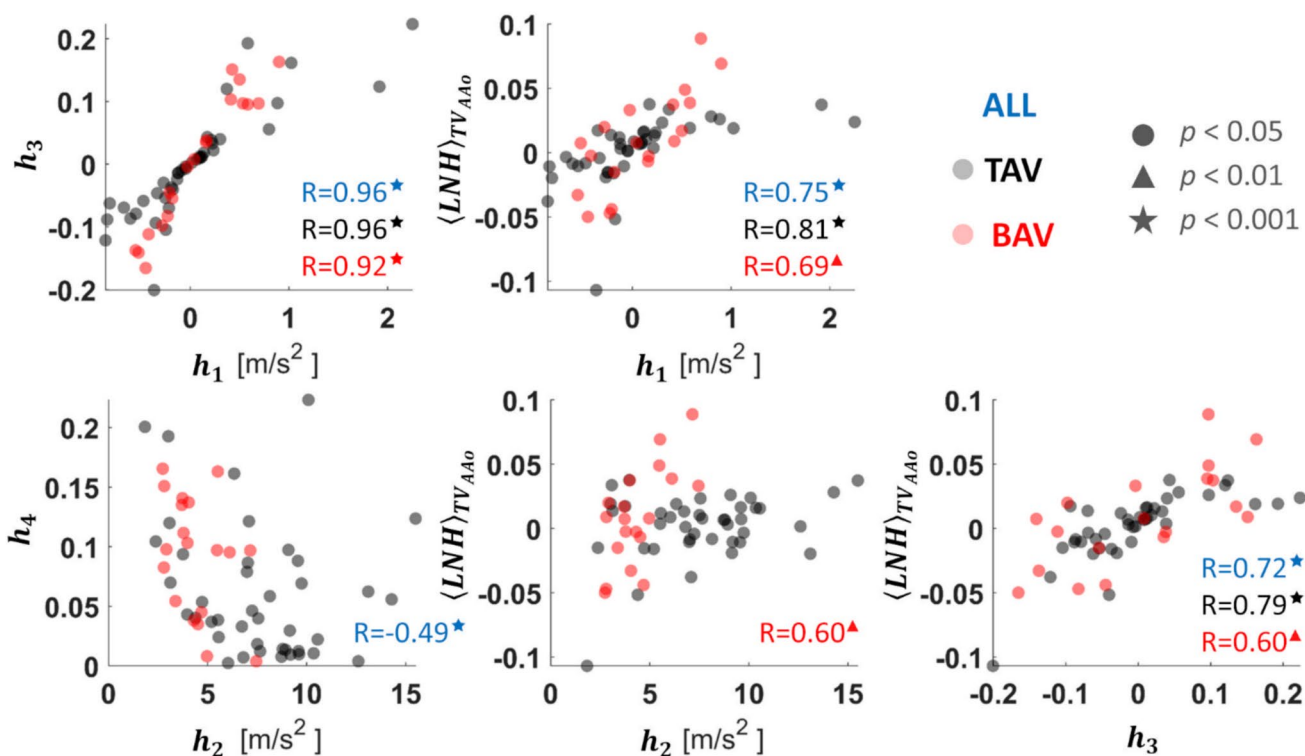 0.2
0.1
0
-0.1
-0.2
h₃
R=0.96★
R=0.96★
R=0.92★
0 1 2
h₁ [m/s²]
0.1
0.05
0
-0.05
-0.1
⟨LNH⟩TV_AAo
R=0.75★
R=0.81★
R=0.69▲
0 1 2
h₁ [m/s²]
ALL
TAV
BAV
p < 0.05
p < 0.01
p < 0.001
0.2
0.15
0.1
0.05
0
h₄
R=-0.49★
0 5 10 15
h₂ [m/s²]
0.1
0.05
0
-0.05
-0.1
⟨LNH⟩TV_AAo
R=0.60▲
0 5 10 15
h₂ [m/s²]
0.1
0.05
0
-0.05
-0.1
⟨LNH⟩TV_AAo
R=0.72★
R=0.79★
R=0.60▲
-0.2 -0.1 0 0.1 0.2
h₃